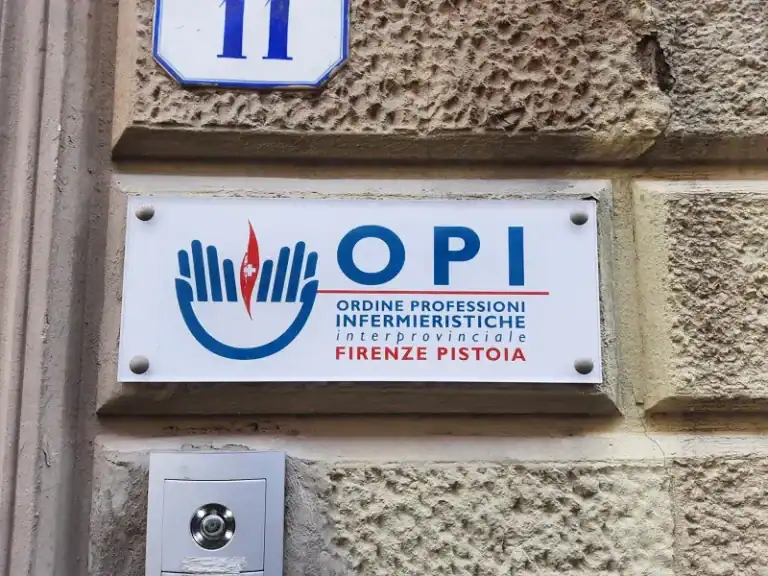 11
OPI
ORDINE PROFESSIONI
INFERMIERISTICHE
interprovinciale
FIRENZE PISTOIA